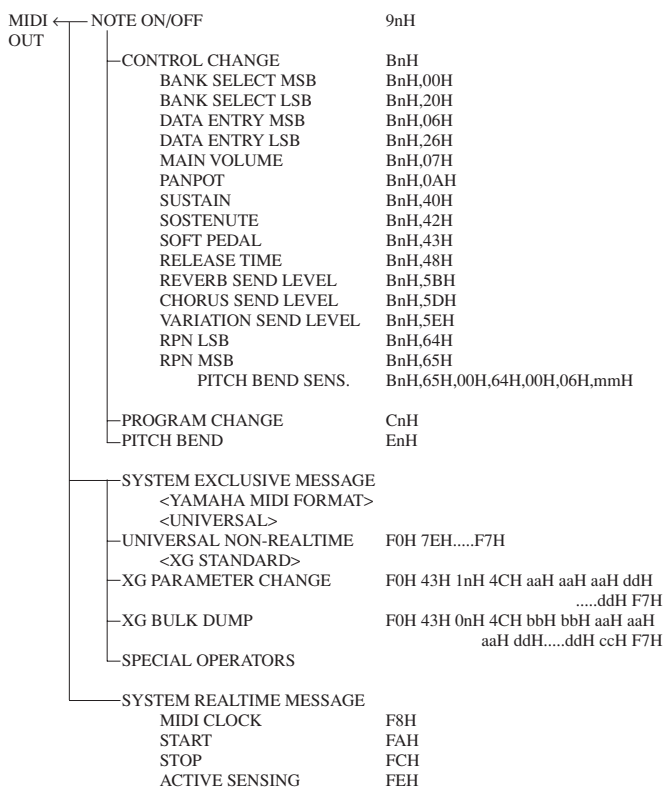 MIDI ← NOTE ON/OFF 9nH
OUT
CONTROL CHANGE BnH
BANK SELECT MSB BnH,00H
BANK SELECT LSB BnH,20H
DATA ENTRY MSB BnH,06H
DATA ENTRY LSB BnH,26H
MAIN VOLUME BnH,07H
PANPOT BnH,0AH
SUSTAIN BnH,40H
SOSTENUTE BnH,42H
SOFT PEDAL BnH,43H
RELEASE TIME BnH,48H
REVERB SEND LEVEL BnH,5BH
CHORUS SEND LEVEL BnH,5DH
VARIATION SEND LEVEL BnH,5EH
RPN LSB BnH,64H
RPN MSB BnH,65H
PITCH BEND SENS. BnH,65H,00H,64H,00H,06H,mmH
PROGRAM CHANGE CnH
PITCH BEND EnH
SYSTEM EXCLUSIVE MESSAGE
<YAMAHA MIDI FORMAT>
<UNIVERSAL>
UNIVERSAL NON-REALTIME F0H 7EH.....F7H
<XG STANDARD>
XG PARAMETER CHANGE F0H 43H 1nH 4CH aaH aaH aaH ddH
.....ddH F7H
XG BULK DUMP F0H 43H 0nH 4CH bbH bbH aaH aaH
aaH ddH.....ddH ccH F7H
SPECIAL OPERATORS
SYSTEM REALTIME MESSAGE
MIDI CLOCK F8H
START FAH
STOP FCH
ACTIVE SENSING FEH